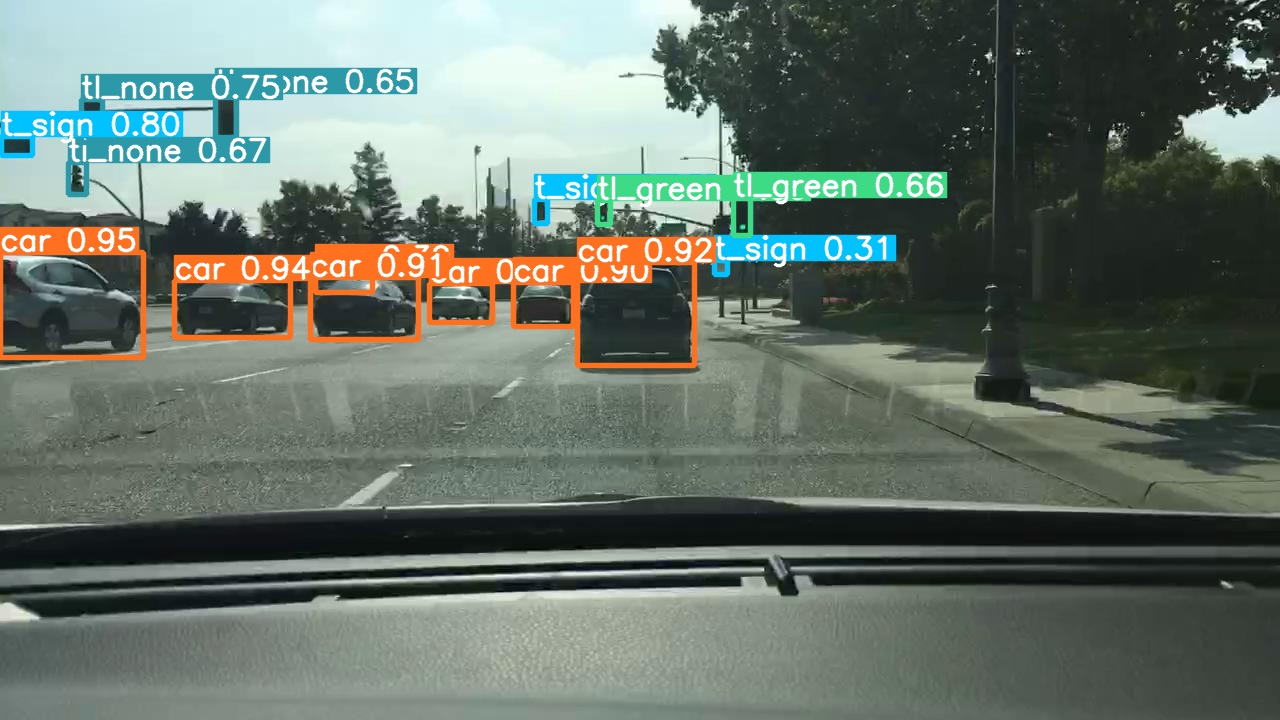 tl_none 0.75
one 0.65
t_sign 0.80
tl_none 0.67
t_sig
tl_green
tl_green 0.66
car 0.95
car 0.94
car 0.91
car 0.90
car 0.92
t_sign 0.31